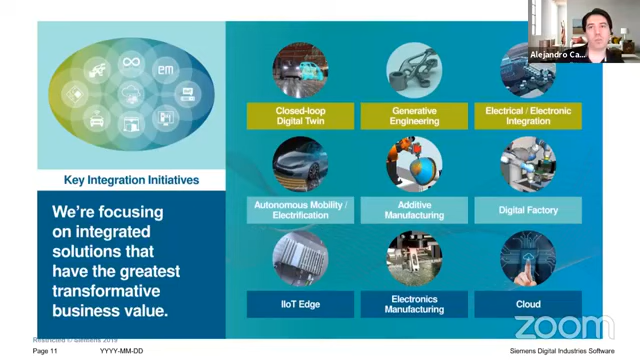 Alejandro Ca...
em
Key Integration Initiatives
We're focusing
on integrated
solutions that
have the greatest
transformative
business value.
Closed-loop
Digital Twin
Generative
Engineering
Electrical / Electronic
Integration
Autonomous Mobility /
Electrification
Additive
Manufacturing
Digital Factory
IIoT Edge
Electronics
Manufacturing
Cloud
zoom
Restricted © Siemens 2019
Page 11
YYYY-MM-DD
Siemens Digital Industries Software